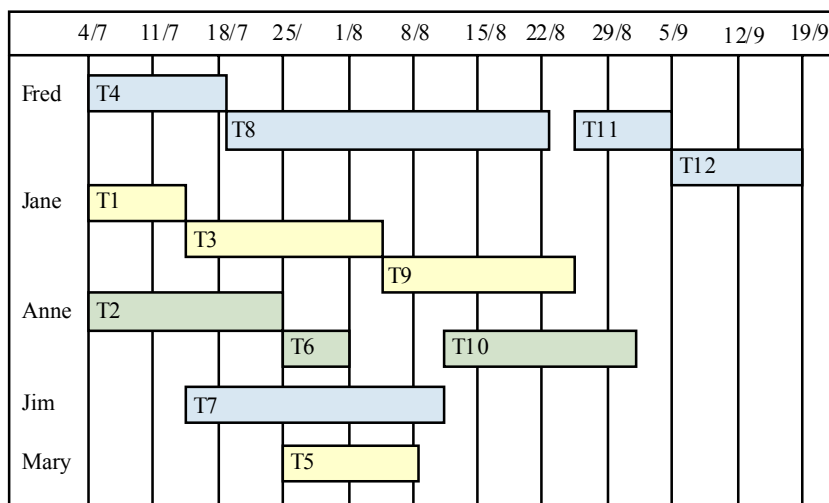 4/7 11/7 18/7 25/ 1/8 8/8 15/8 22/8 29/8 5/9 12/9 19/9
Fred T4
T8 T11
T12
Jane T1
T3
T9
Anne T2
T6 T10
Jim T7
Mary T5